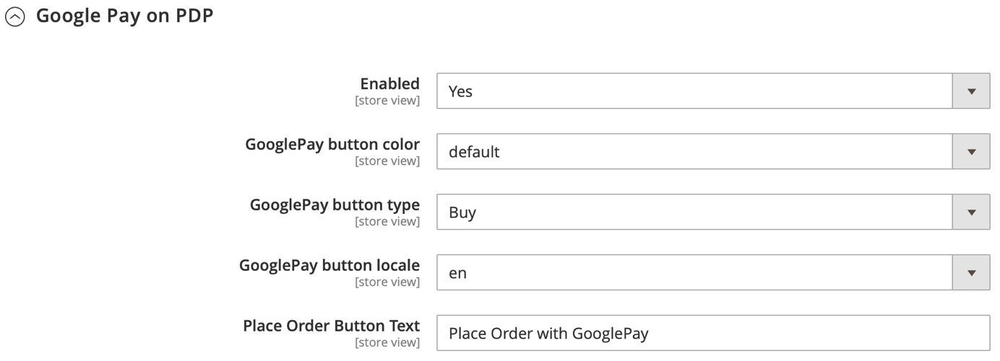 Google Pay on PDP
Enabled
[store view]
Yes
GooglePay button color
[store view]
default
GooglePay button type
[store view]
Buy
GooglePay button locale
[store view]
en
Place Order Button Text
[store view]
Place Order with GooglePay